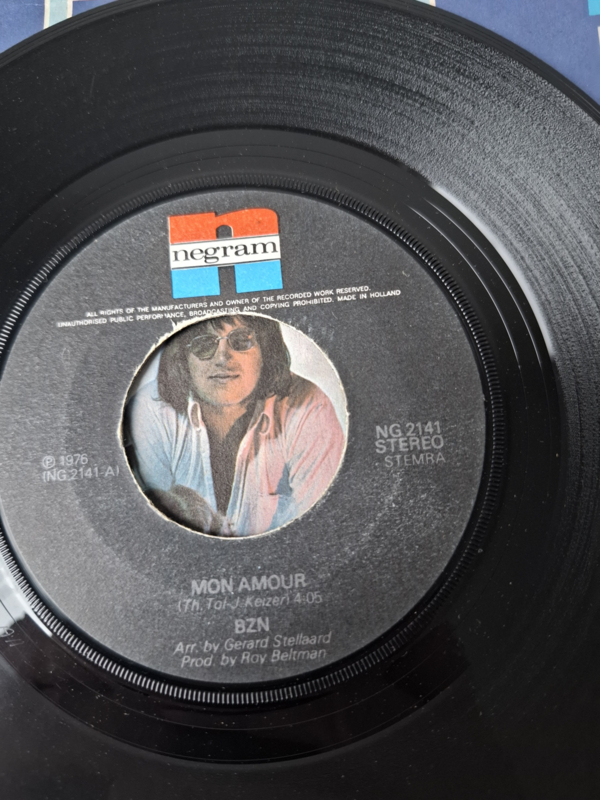 negram
ALL RIGHTS OF THE MANUFACTURERS AND OWNER OF THE RECORDED WORK RESERVED.
UNAUTHORISED PUBLIC PERFORMANCE, BROADCASTING AND COPYING PROHIBITED. MADE IN HOLLAND
℗ 1976
(NG 2141-A)
NG 2141
STEREO
STEMRA
MON AMOUR
(Th. Tol-J. Keizer) 4-05
BZN
Arr. by Gerard Stellaard
Prod. by Roy Beltman